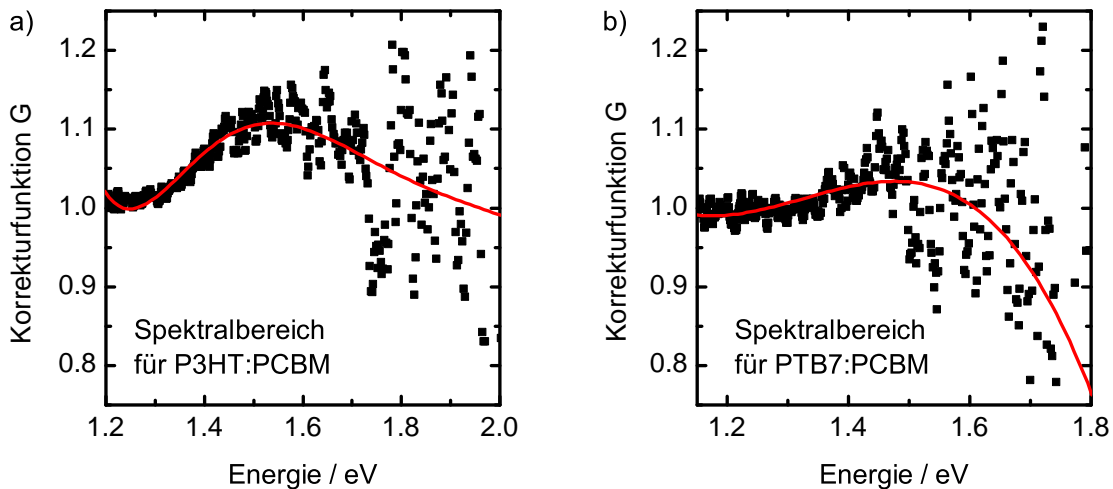 a)
1.2
1.1
1.0
0.9
0.8
Korrekturfunktion G
Spektralbereich
für P3HT:PCBM
1.2 1.4 1.6 1.8 2.0
Energie / eV
b)
1.2
1.1
1.0
0.9
0.8
Korrekturfunktion G
Spektralbereich
für PTB7:PCBM
1.2 1.4 1.6 1.8
Energie / eV